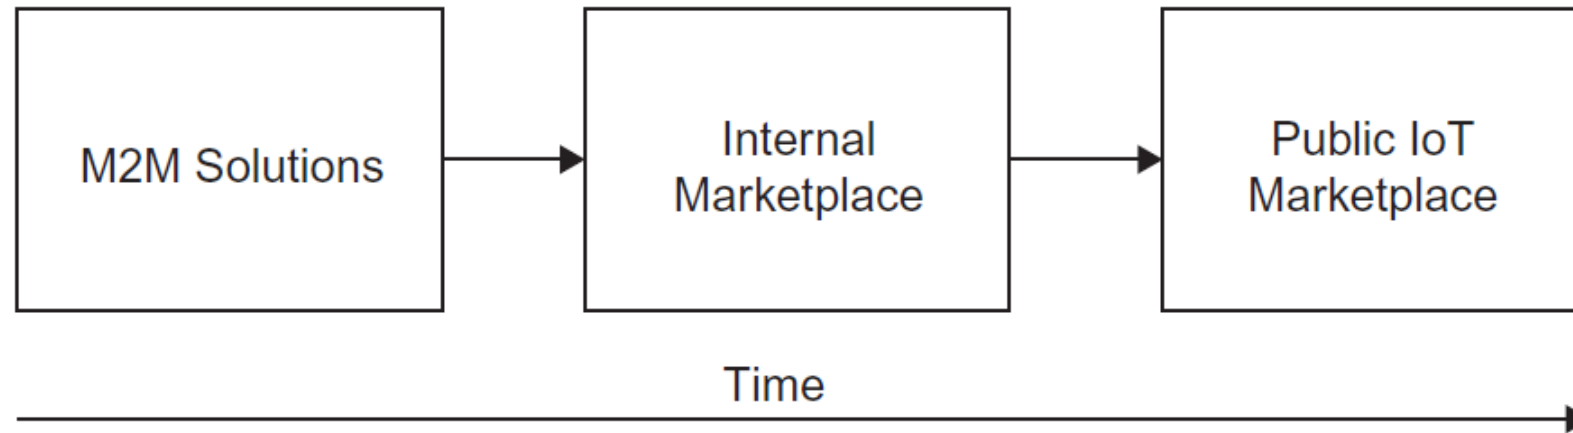 M2M Solutions
Internal
Marketplace
Public IoT
Marketplace
Time